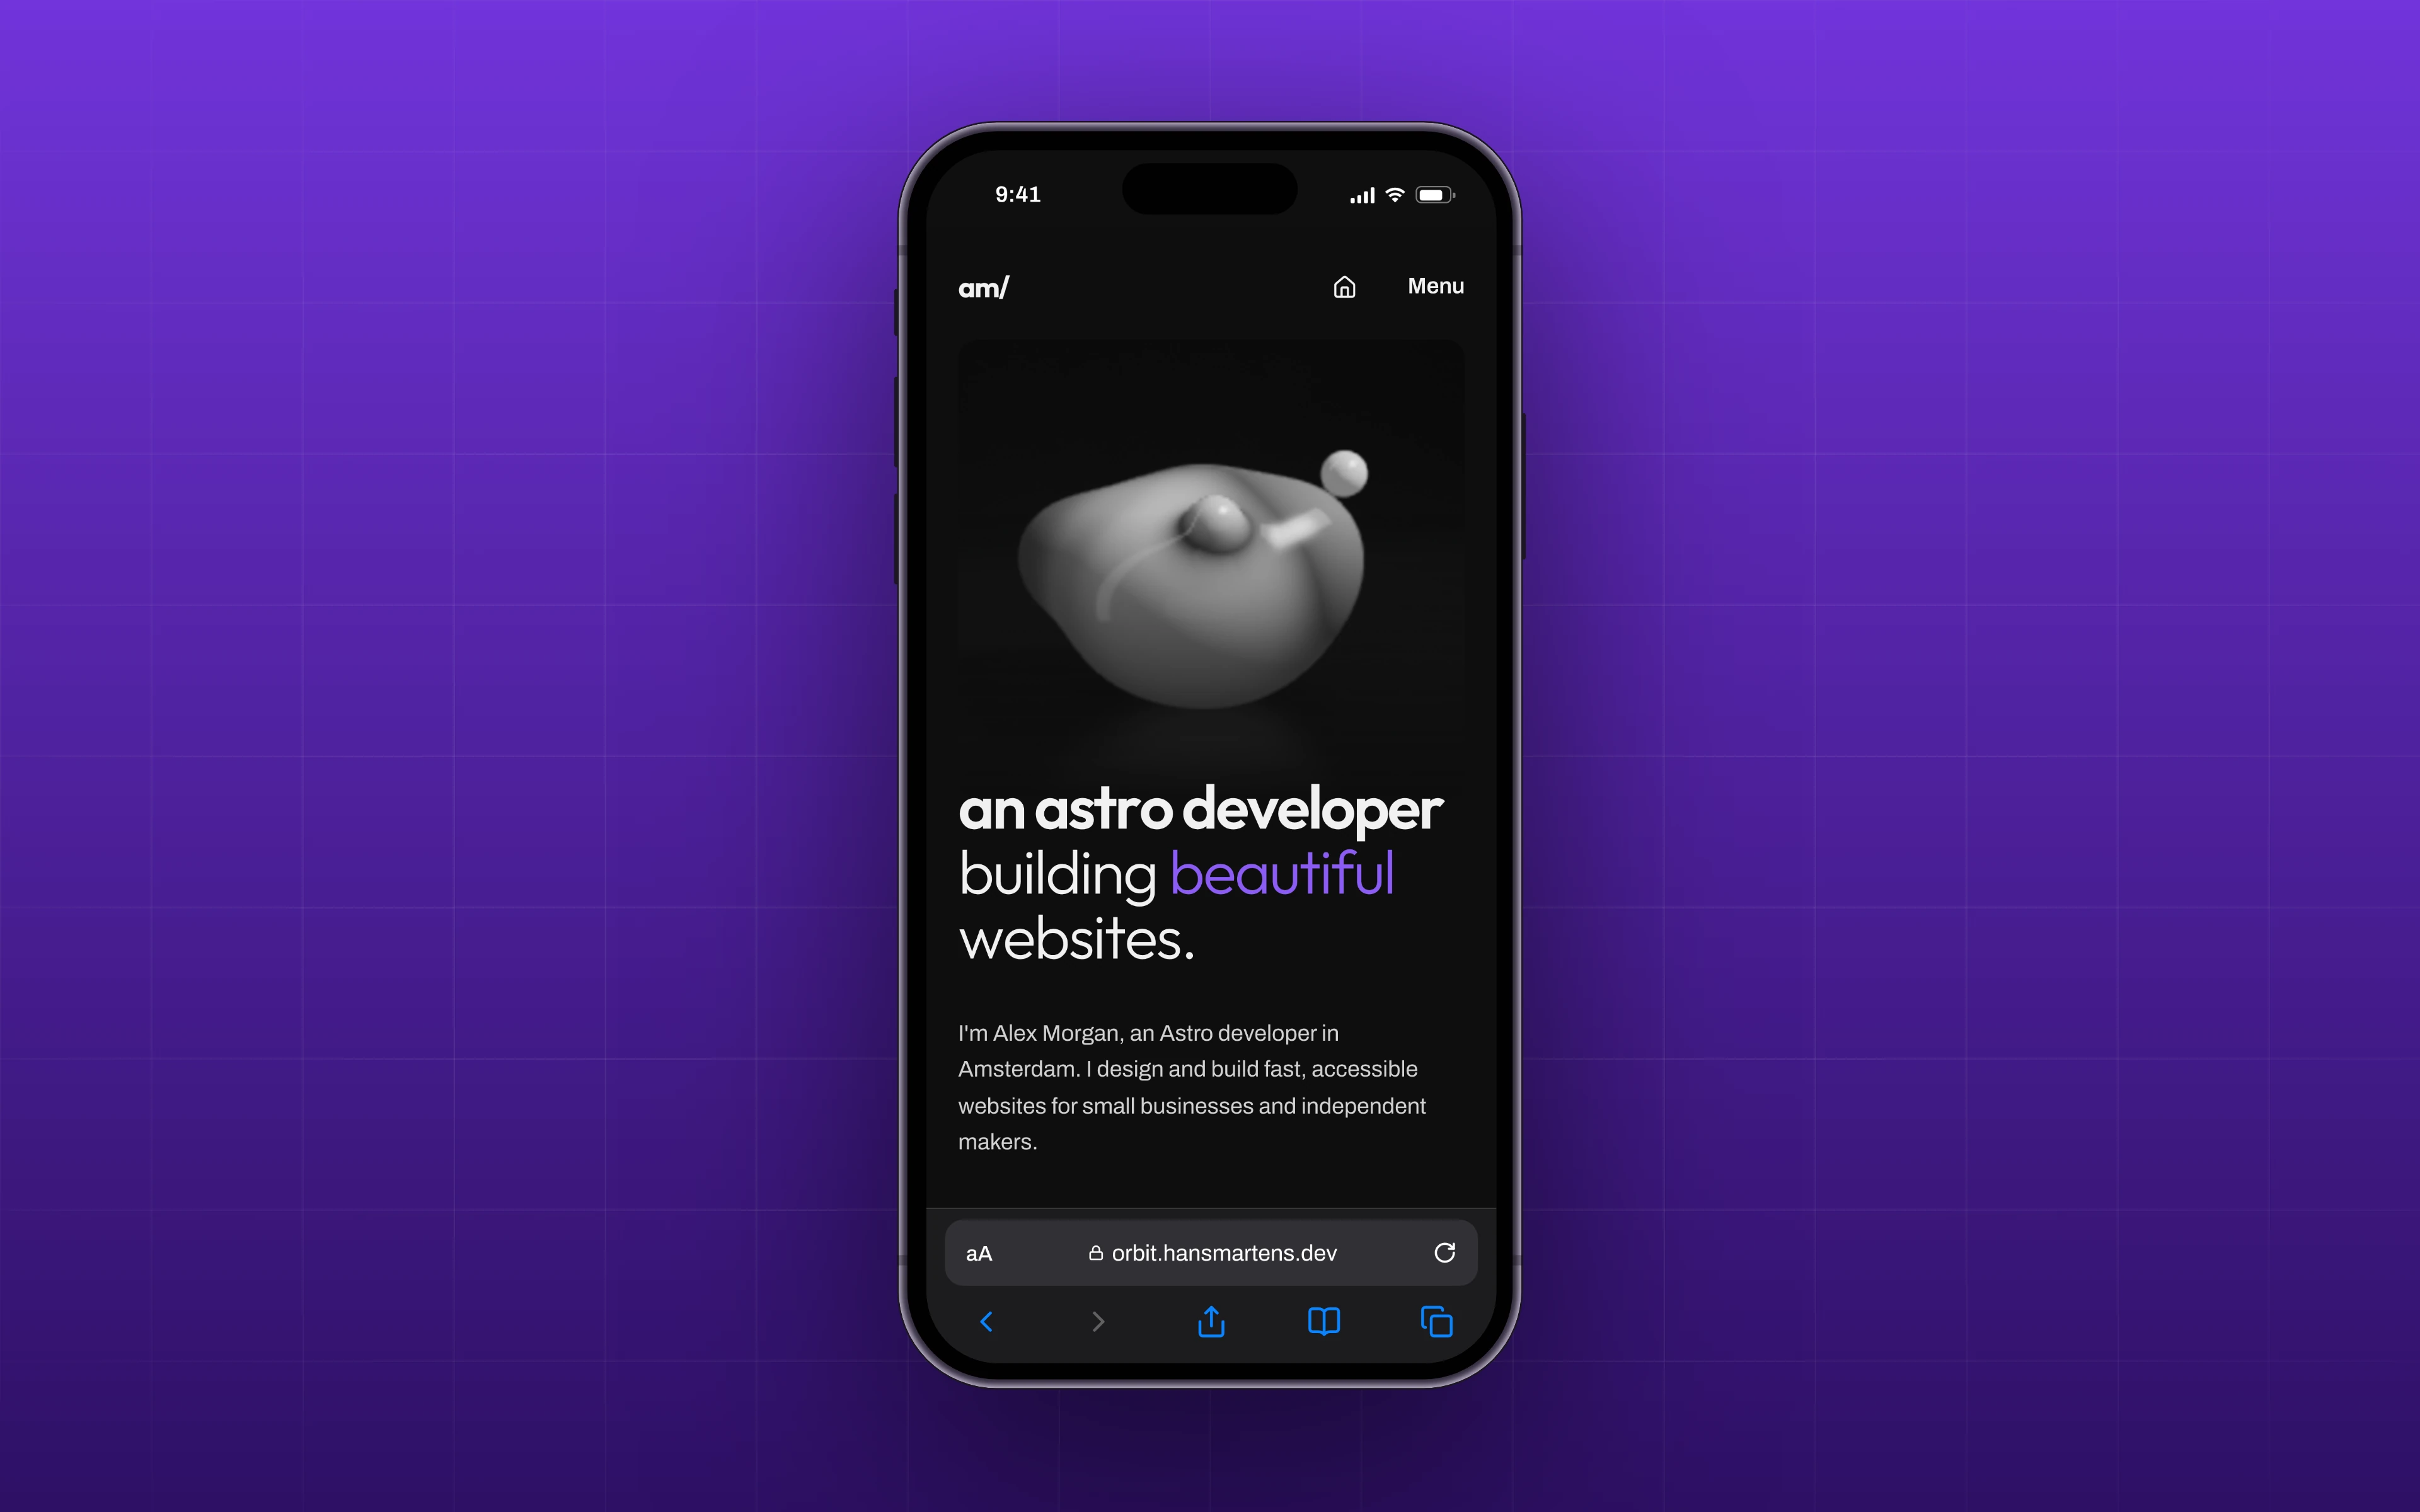 9:41
am/
Menu
an astro developer
building beautiful
websites.
I'm Alex Morgan, an Astro developer in
Amsterdam. I design and build fast, accessible
websites for small businesses and independent
makers.
aA orbit.hansmartens.dev